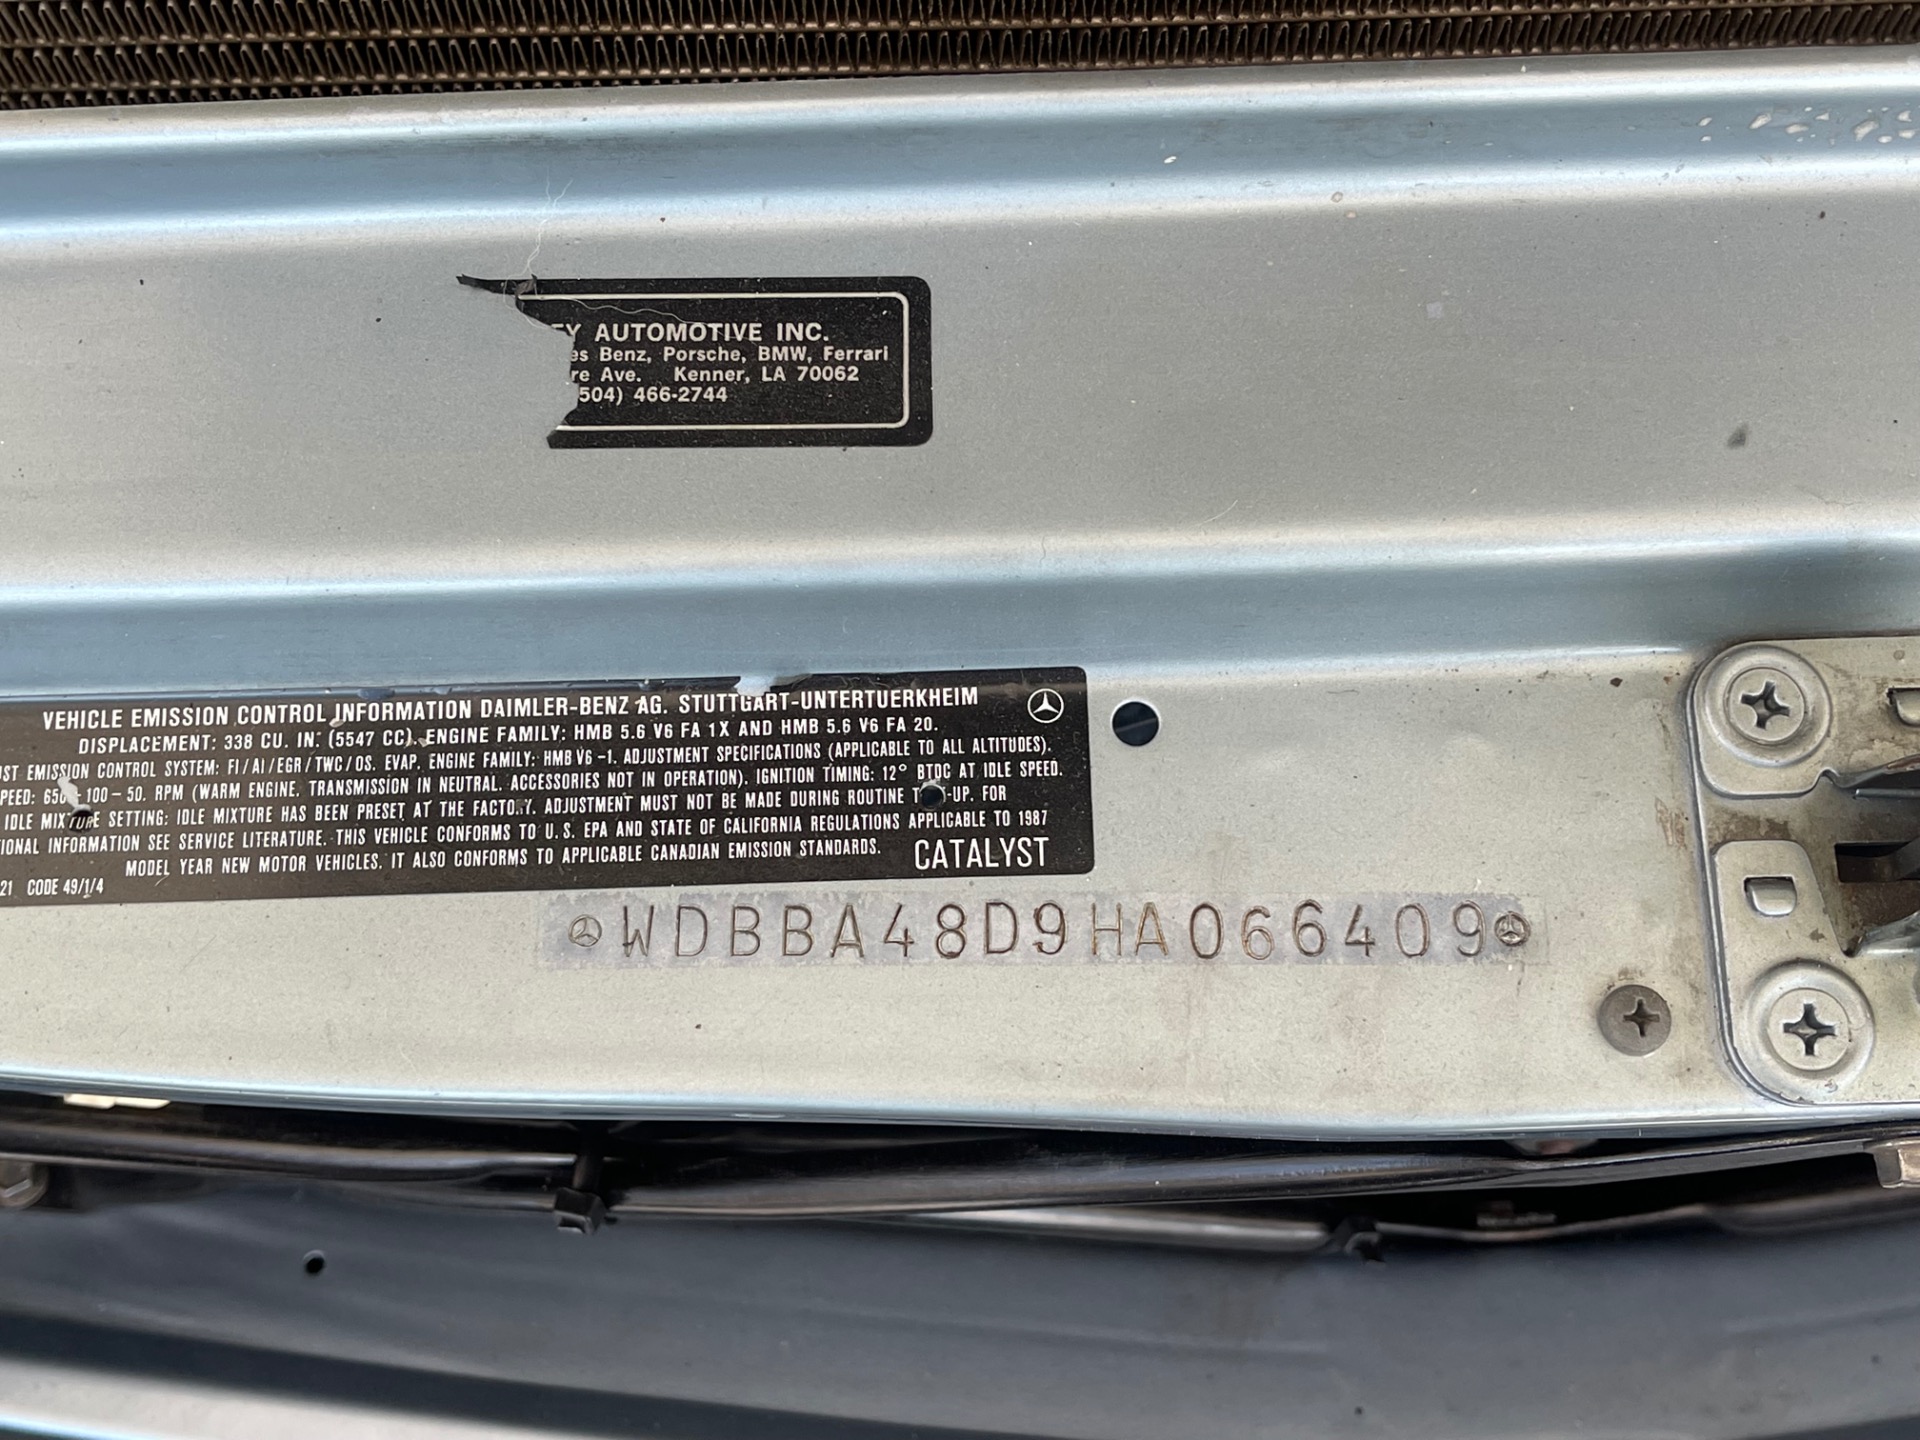 AUTOMOTIVE INC.
Benz, Porsche, BMW, Ferrari
Ave. Kenner, LA 70062
504) 466-2744
VEHICLE EMISSION CONTROL INFORMATION DAIMLER-BENZ AG. STUTTGART-UNTERTUERKHEIM
DISPLACEMENT: 338 CU. IN. (5547 CC). ENGINE FAMILY: HMB 5.6 V6 FA 1X AND HMB 5.6 V6 FA 20.
EMISSION CONTROL SYSTEM: FI/AI/EGR/TWC/OS. EVAP. ENGINE FAMILY: HMB V6-1. ADJUSTMENT SPECIFICATIONS (APPLICABLE TO ALL ALTITUDES).
100-50. RPM (WARM ENGINE. TRANSMISSION IN NEUTRAL. ACCESSORIES NOT IN OPERATION). IGNITION TIMING: 12° BTDC AT IDLE SPEED.
IDLE MIXTURE SETTING: IDLE MIXTURE HAS BEEN PRESET AT THE FACTORY. ADJUSTMENT MUST NOT BE MADE DURING ROUTINE -UP. FOR
INFORMATION SEE SERVICE LITERATURE. THIS VEHICLE CONFORMS TO U.S. EPA AND STATE OF CALIFORNIA REGULATIONS APPLICABLE TO 1987
MODEL YEAR NEW MOTOR VEHICLES. IT ALSO CONFORMS TO APPLICABLE CANADIAN EMISSION STANDARDS. CATALYST
21 CODE 49/1/4
WDBBA48D9HA066409